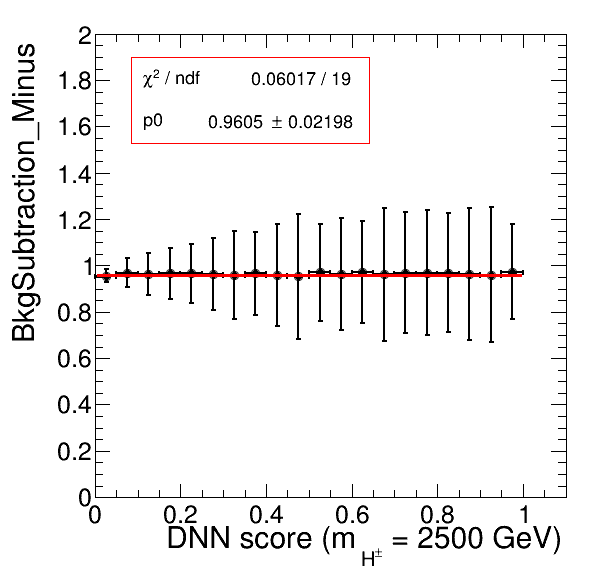 BkgSubtraction_Minus
2
1.8
1.6
1.4
1.2
1
0.8
0.6
0.4
0.2
0
χ² / ndf 0.06017 / 19
p0 0.9605 ± 0.02198
0 0.2 0.4 0.6 0.8 1
DNN score (m_H± = 2500 GeV)